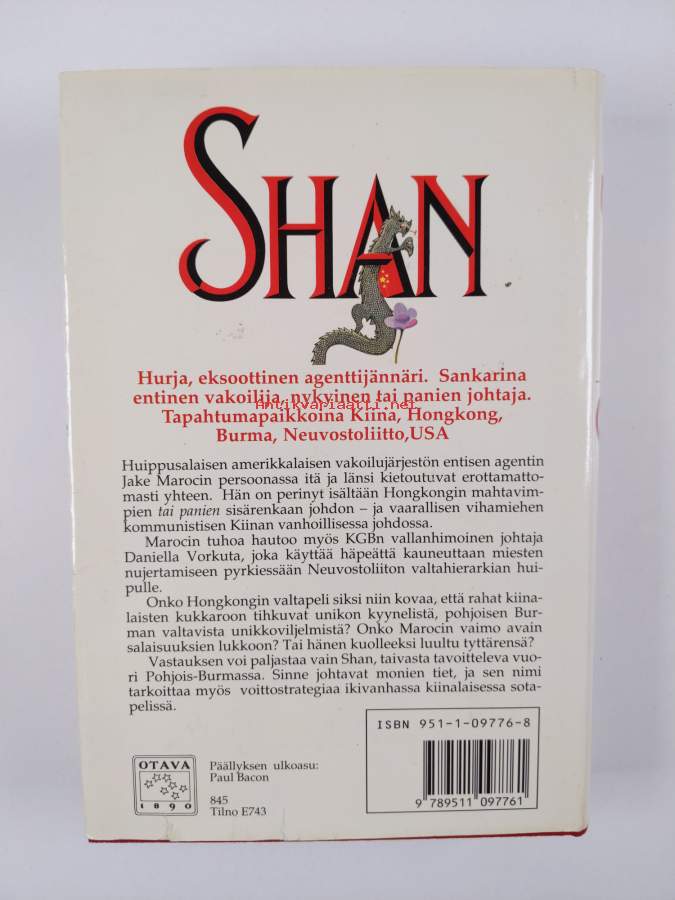 SHAN
Hurja, eksoottinen agenttijännäri. Sankarina
entinen vakoilija, nykyinen tai panien johtaja.
Antikvariaatti.net
Tapahtumapaikkoina Kiina, Hongkong,
Burma, Neuvostoliitto,USA
Huippusalaisen amerikkalaisen vakoilujärjestön entisen agentin
Jake Marocin persoonassa itä ja länsi kietoutuvat erottamatto-
masti yhteen. Hän on perinyt isältään Hongkongin mahtavim-
pien tai panien sisärenkaan johdon – ja vaarallisen vihamiehen
kommunistisen Kiinan vanhoillisessa johdossa.
Marocin tuhoa hautoo myös KGBn vallanhimoinen johtaja
Daniella Vorkuta, joka käyttää häpeättä kauneuttaan miesten
nujertamiseen pyrkiessään Neuvostoliiton valtahierarkian hui-
pulle.
Onko Hongkongin valtapeli siksi niin kovaa, että rahat kiina-
laisten kukkaroon tihkuvat unikon kyynelistä, pohjoisen Bur-
man valtavista unikkoviljelmistä? Onko Marocin vaimo avain
salaisuuksien lukkoon? Tai hänen kuolleeksi luultu tyttärensä?
Vastauksen voi paljastaa vain Shan, taivasta tavoitteleva vuo-
ri Pohjois-Burmassa. Sinne johtavat monien tiet, ja sen nimi
tarkoittaa myös voittostrategiaa ikivanhassa kiinalaisessa sota-
pelissä.
ISBN 951-1-09776-8
9 789511 097761
OTAVA
1890
Päällyksen ulkoasu:
Paul Bacon
845
Tilno E743